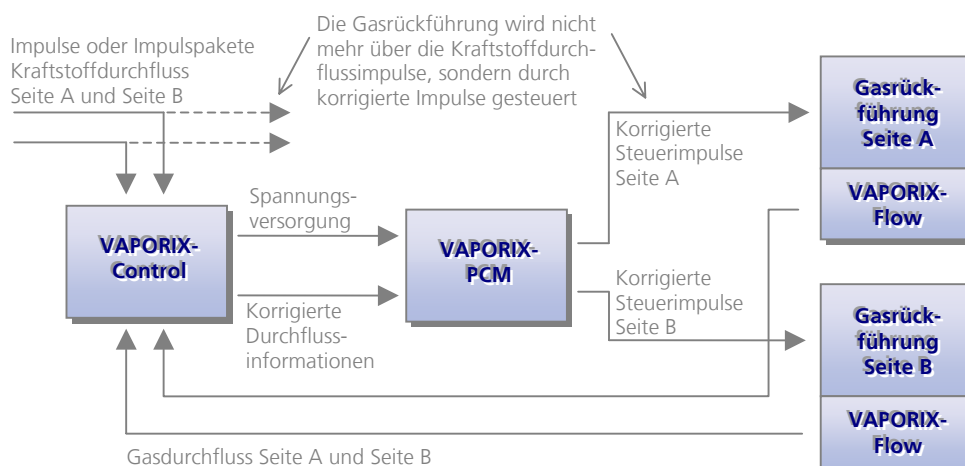 Impulse oder Impulspakete
Kraftstoffdurchfluss
Seite A und Seite B
Die Gasrückführung wird nicht
mehr über die Kraftstoffdurch-
flussimpulse, sondern durch
korrigierte Impulse gesteuert
Korrigierte
Steuerimpulse
Seite A
Gasrück-
führung
Seite A
VAPORIX-
Flow
Spannungs-
versorgung
VAPORIX-
Control
VAPORIX-
PCM
Korrigierte
Durchfluss-
informationen
Korrigierte
Steuerimpulse
Seite B
Gasrück-
führung
Seite B
VAPORIX-
Flow
Gasdurchfluss Seite A und Seite B